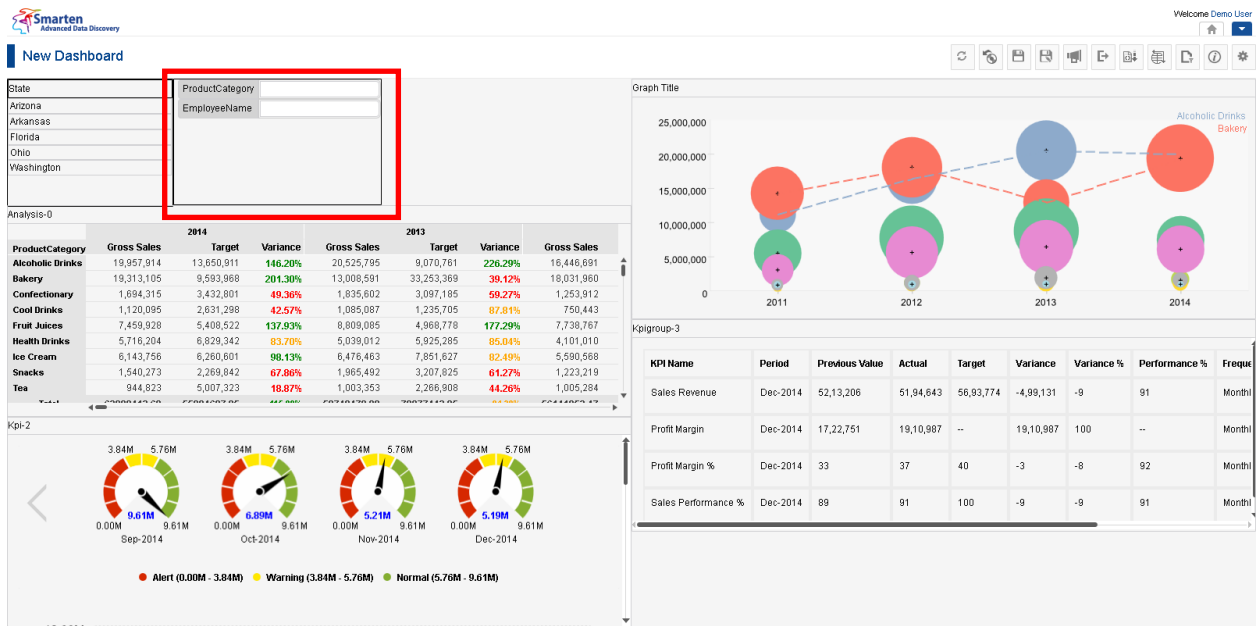 Smarten
Advanced Data Discovery
Welcome Demo User
New Dashboard
State
Arizona
Arkansas
Florida
Ohio
Washington
ProductCategory
EmployeeName
Analysis-0
2014 2013
ProductCategory Gross Sales Target Variance Gross Sales Target Variance Gross Sales
Alcoholic Drinks 19,957,914 13,650,911 146.20% 20,525,795 9,070,761 226.29% 16,446,691
Bakery 19,313,105 9,593,968 201.30% 13,008,591 33,253,369 39.12% 18,031,960
Confectionary 1,694,315 3,432,801 49.36% 1,835,602 3,097,185 59.27% 1,253,912
Cool Drinks 1,120,095 2,631,298 42.57% 1,085,087 1,235,705 87.81% 750,443
Fruit Juices 7,459,928 5,408,522 137.93% 8,809,085 4,968,778 177.29% 7,738,767
Health Drinks 5,716,204 6,829,342 83.70% 5,039,012 5,925,285 85.04% 4,101,010
Ice Cream 6,143,756 6,260,601 98.13% 6,476,463 7,851,627 82.49% 5,590,568
Snacks 1,540,273 2,269,842 67.86% 1,965,492 3,207,825 61.27% 1,223,219
Tea 944,823 5,007,323 18.87% 1,003,353 2,266,908 44.26% 1,005,284
Kpi-2
3.84M 5.76M 3.84M 5.76M 3.84M 5.76M 3.84M 5.76M
9.61M 6.89M 5.21M 5.19M
0.00M 9.61M 0.00M 9.61M 0.00M 9.61M 0.00M 9.61M
Sep-2014 Oct-2014 Nov-2014 Dec-2014
Alert (0.00M - 3.84M) Warning (3.84M - 5.76M) Normal (5.76M - 9.61M)
Graph Title
Alcoholic Drinks
Bakery
25,000,000
20,000,000
15,000,000
10,000,000
5,000,000
0
2011 2012 2013 2014
Kpigroup-3
KPI Name Period Previous Value Actual Target Variance Variance % Performance % Freque
Sales Revenue Dec-2014 52,13,206 51,94,643 56,93,774 -4,99,131 -9 91 Monthl
Profit Margin Dec-2014 17,22,751 19,10,987 -- 19,10,987 100 -- Monthl
Profit Margin % Dec-2014 33 37 40 -3 -8 92 Monthl
Sales Performance % Dec-2014 89 91 100 -9 -9 91 Monthl